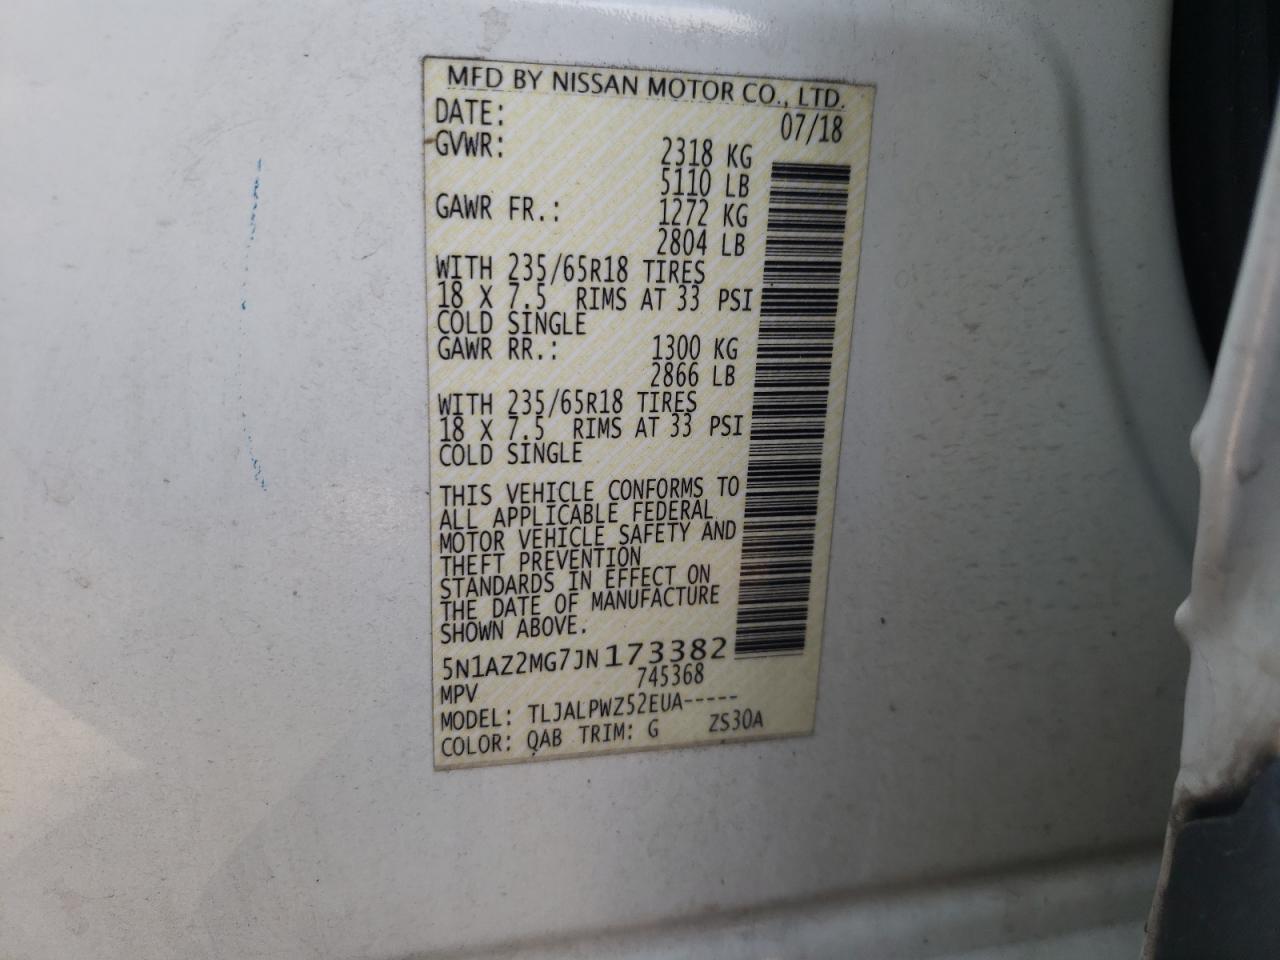 MFD BY NISSAN MOTOR CO., LTD.
DATE: 07/18
GVWR: 2318 KG
5110 LB
GAWR FR.: 1272 KG
2804 LB
WITH 235/65R18 TIRES
18 X 7.5 RIMS AT 33 PSI
COLD SINGLE
GAWR RR.: 1300 KG
2866 LB
WITH 235/65R18 TIRES
18 X 7.5 RIMS AT 33 PSI
COLD SINGLE
THIS VEHICLE CONFORMS TO
ALL APPLICABLE FEDERAL
MOTOR VEHICLE SAFETY AND
THEFT PREVENTION
STANDARDS IN EFFECT ON
THE DATE OF MANUFACTURE
SHOWN ABOVE.
5N1AZ2MG7JN173382
MPV 745368
MODEL: TLJALPWZ52EUA-----
COLOR: QAB TRIM: G ZS30A